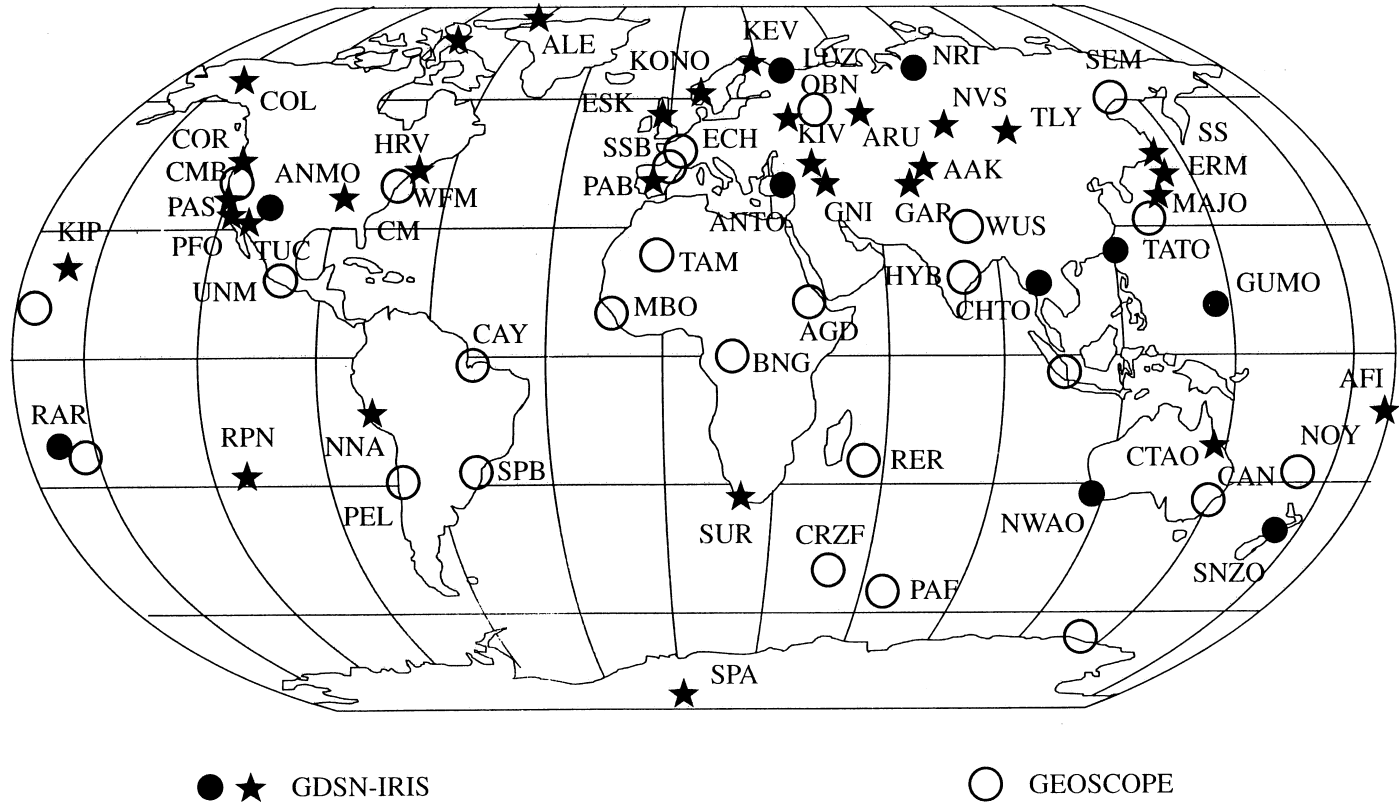 ALE
KEV
LUZ
NRI
SEM
KONO
COL
OBN
NVS
ESK
TLY
SS
COR
HRV
KIV
ARU
SSB
ECH
ERM
CMB
ANMO
AAK
PAB
WFM
PAS
MAJO
GNI
GAR
ANTO
KIP
PFO
TUC
CM
WUS
TATO
TAM
UNM
HYB
GUMO
MBO
CHTO
AGD
CAY
BNG
AFI
RAR
RPN
NNA
NOY
CTAO
RER
SPB
CAN
PEL
NWAO
SUR
CRZF
SNZO
PAF
SPA
GDSN-IRIS
GEOSCOPE